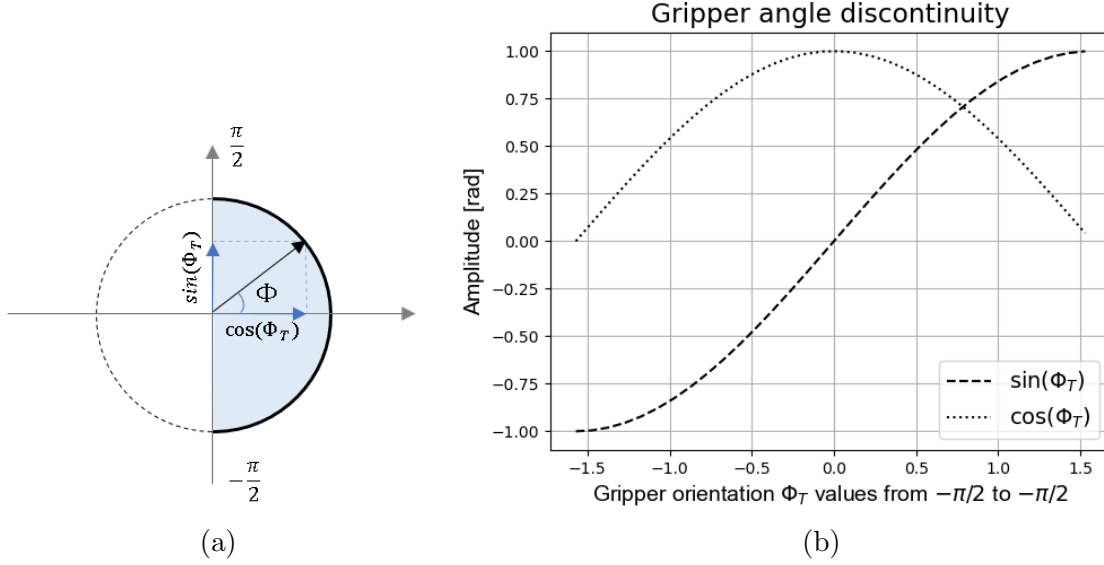 π/2
sin(Φ_T)
Φ
cos(Φ_T)
-π/2
(a)
Gripper angle discontinuity
Amplitude [rad]
1.00
0.75
0.50
0.25
0.00
−0.25
−0.50
−0.75
−1.00
sin(Φ_T)
cos(Φ_T)
−1.5 −1.0 −0.5 0.0 0.5 1.0 1.5
Gripper orientation Φ_T values from −π/2 to −π/2
(b)